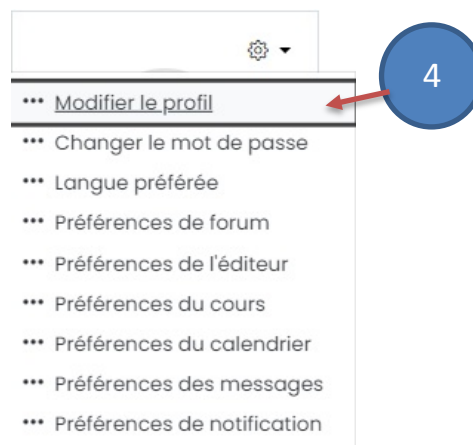 4
Modifier le profil
Changer le mot de passe
Langue préférée
Préférences de forum
Préférences de l'éditeur
Préférences du cours
Préférences du calendrier
Préférences des messages
Préférences de notification